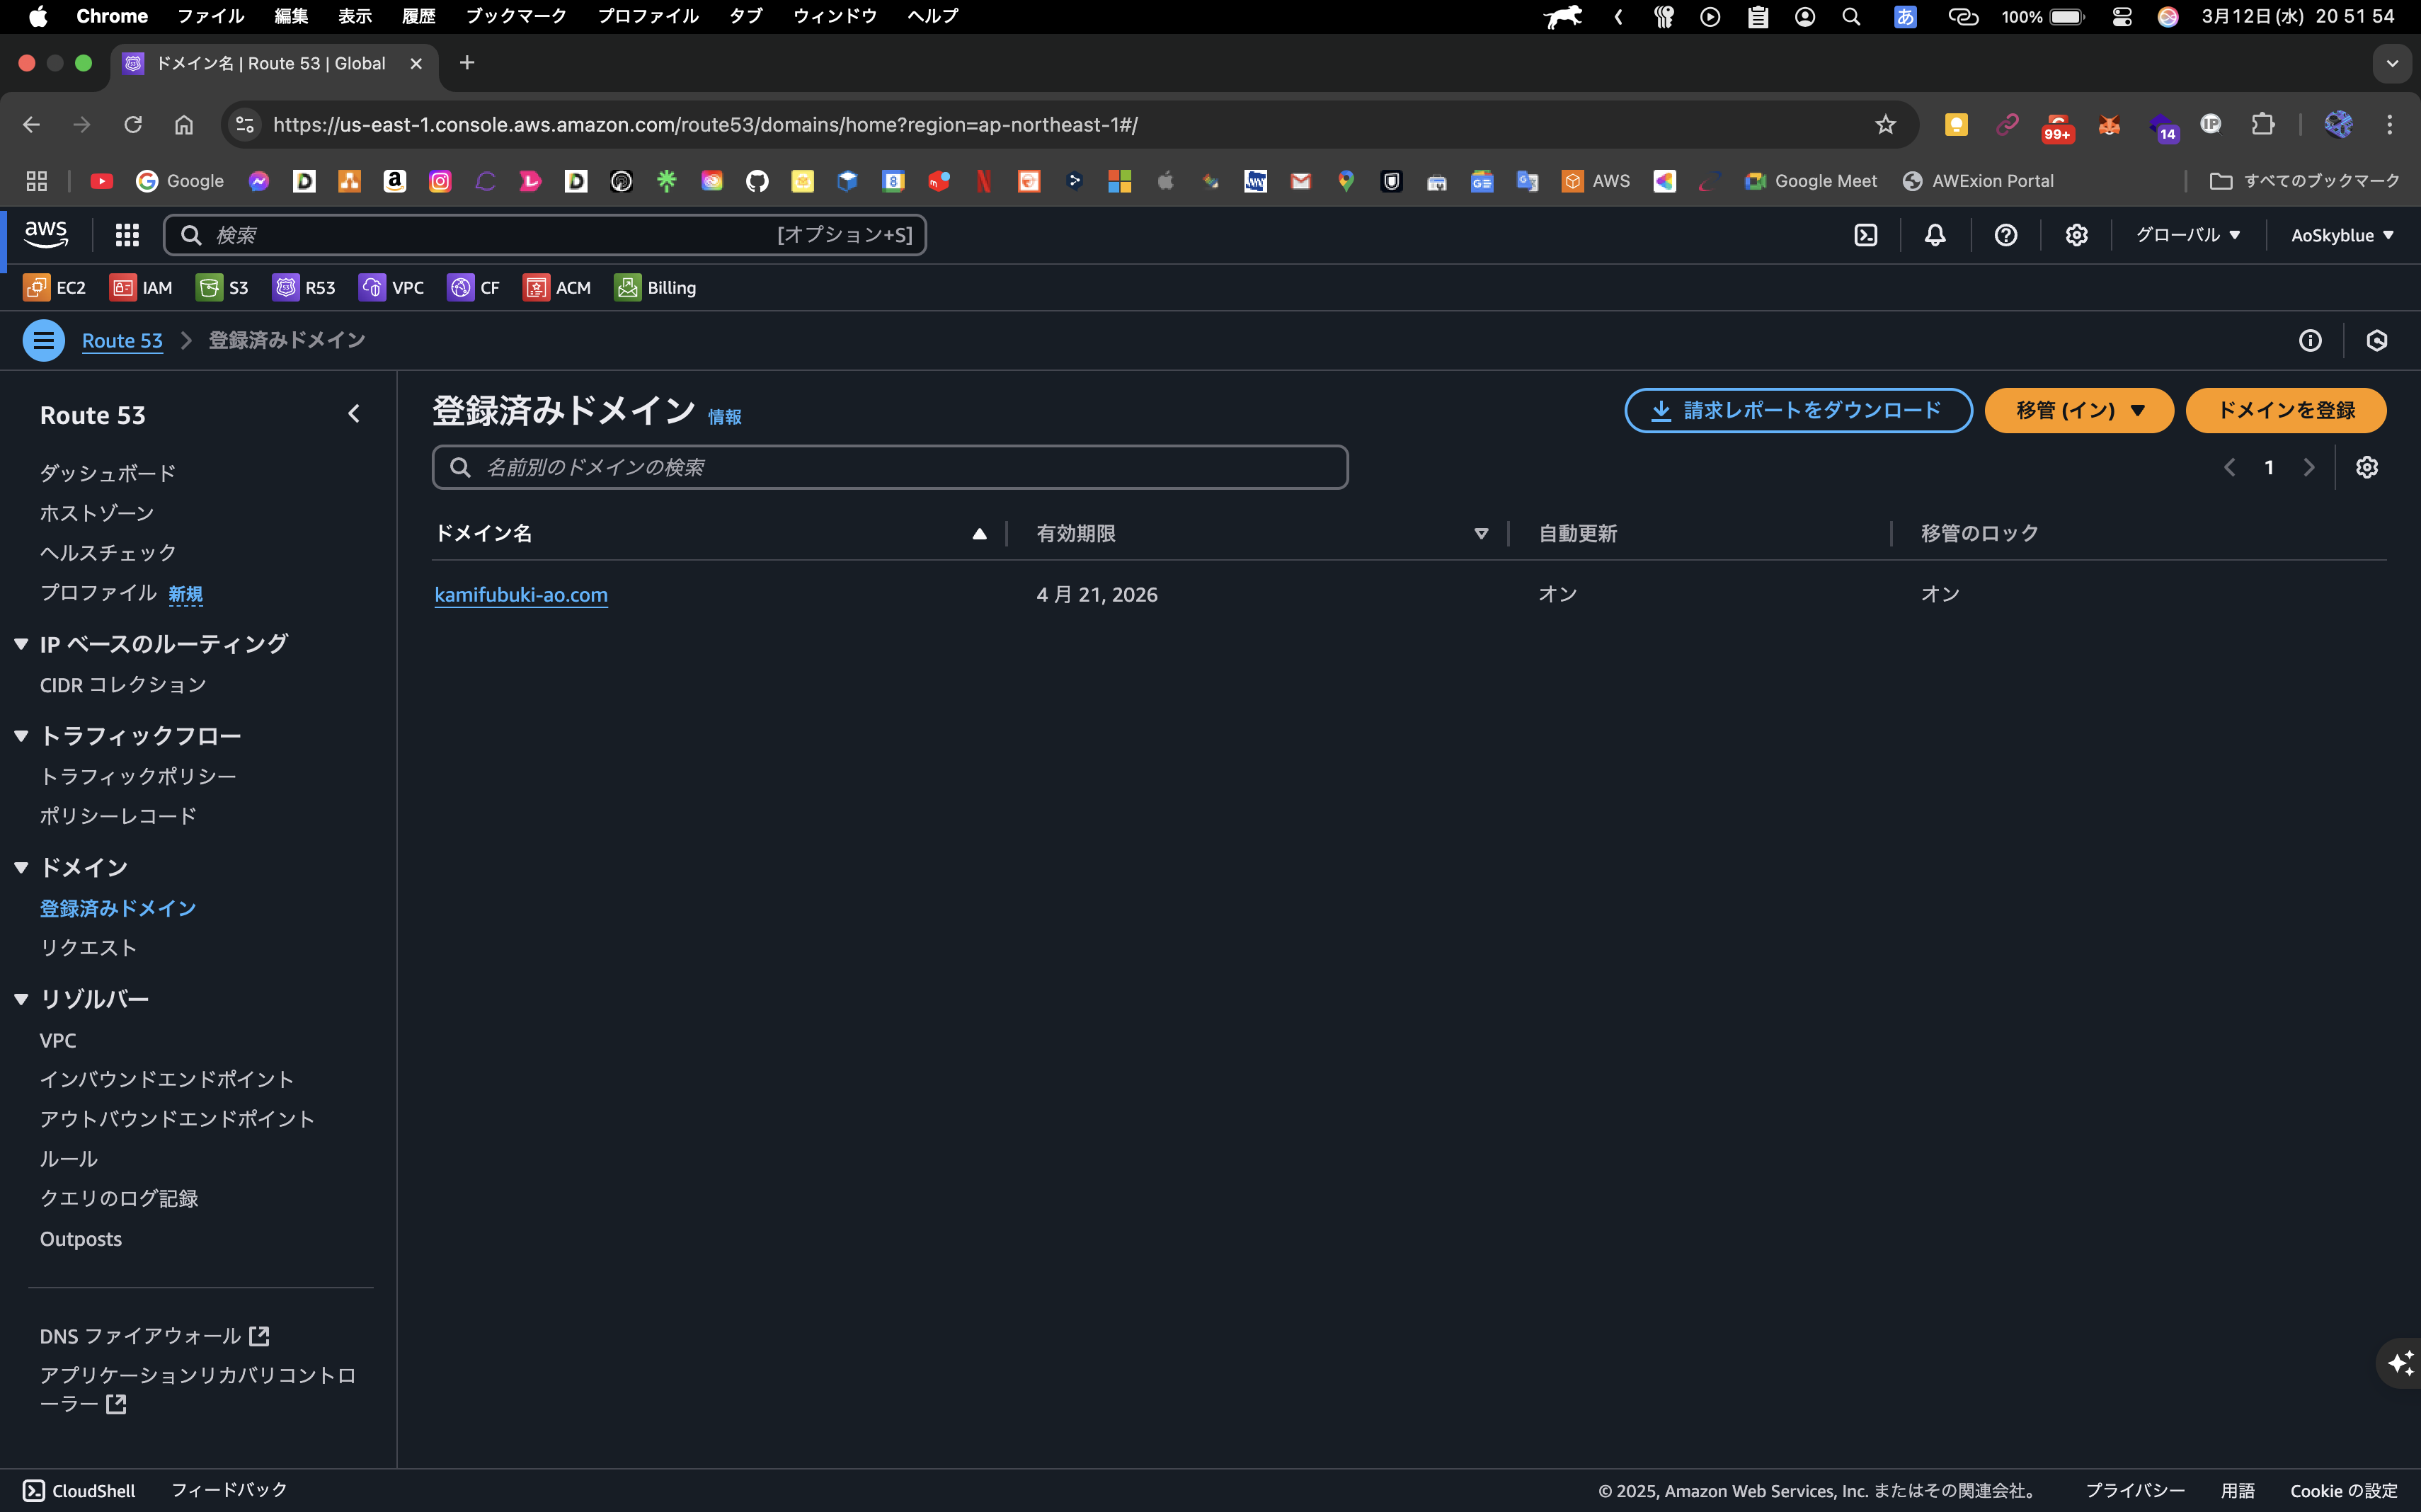 Chrome ファイル 編集 表示 履歴 ブックマーク プロファイル タブ ウィンドウ ヘルプ あ 100% 3月12日(水) 20 51 54
ドメイン名 | Route 53 | Global
https://us-east-1.console.aws.amazon.com/route53/domains/home?region=ap-northeast-1#/ 99+ 14 IP
Google AWS Google Meet AWExion Portal すべてのブックマーク
aws 検索 [オプション+S] グローバル AoSkyblue
EC2 IAM S3 R53 VPC CF ACM Billing
Route 53 登録済みドメイン
Route 53
ダッシュボード
ホストゾーン
ヘルスチェック
プロファイル 新規
IP ベースのルーティング
CIDR コレクション
トラフィックフロー
トラフィックポリシー
ポリシーレコード
ドメイン
登録済みドメイン
リクエスト
リゾルバー
VPC
インバウンドエンドポイント
アウトバウンドエンドポイント
ルール
クエリのログ記録
Outposts
DNS ファイアウォール
アプリケーションリカバリコントロ
ーラー
登録済みドメイン 情報 請求レポートをダウンロード 移管 (イン) ドメインを登録
名前別のドメインの検索 1
ドメイン名 有効期限 自動更新 移管のロック
kamifubuki-ao.com 4 月 21, 2026 オン オン
CloudShell フィードバック © 2025, Amazon Web Services, Inc. またはその関連会社。 プライバシー 用語 Cookie の設定